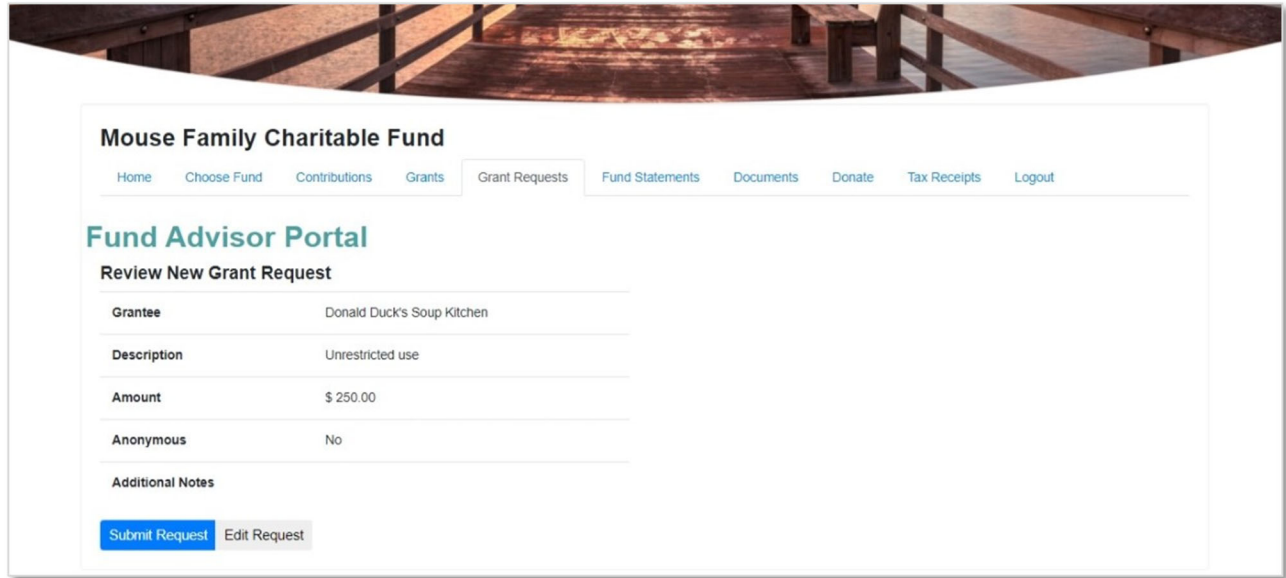 Mouse Family Charitable Fund
Home Choose Fund Contributions Grants Grant Requests Fund Statements Documents Donate Tax Receipts Logout
Fund Advisor Portal
Review New Grant Request
Grantee Donald Duck's Soup Kitchen
Description Unrestricted use
Amount $ 250.00
Anonymous No
Additional Notes
Submit Request Edit Request